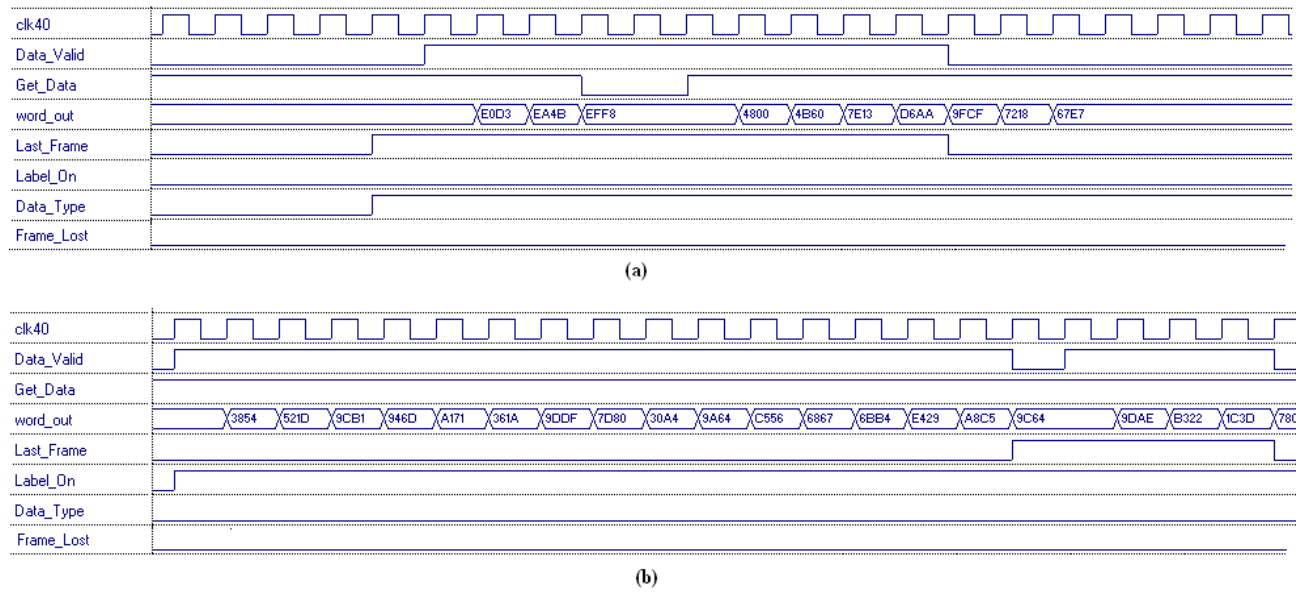 clk40
Data_Valid
Get_Data
word_out E0D3 EA4B EFF8 4800 4B60 7E13 D6AA 9FCF 7218 67E7
Last_Frame
Label_On
Data_Type
Frame_Lost
(a)
clk40
Data_Valid
Get_Data
word_out 3854 521D 9CB1 946D A171 361A 9DDF 7D80 30A4 9A64 C556 6867 6BB4 E429 A8C5 9C64 9DAE B322 1C3D 780
Last_Frame
Label_On
Data_Type
Frame_Lost
(b)